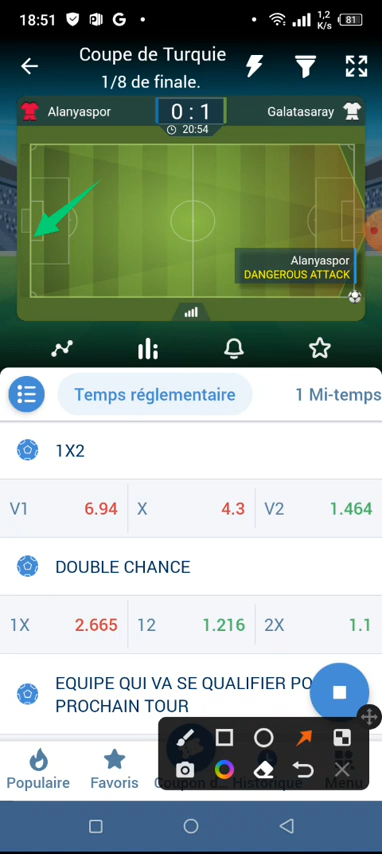 18:51 G 1,2 K/s 81
Coupe de Turquie
1/8 de finale.
Alanyaspor 0 : 1 Galatasaray
20:54
Alanyaspor
DANGEROUS ATTACK
Temps réglementaire 1 Mi-temps
1X2
V1 6.94 X 4.3 V2 1.464
DOUBLE CHANCE
1X 2.665 12 1.216 2X 1.1
EQUIPE QUI VA SE QUALIFIER PO
PROCHAIN TOUR
Populaire Favoris Coupon d... Historique Menu